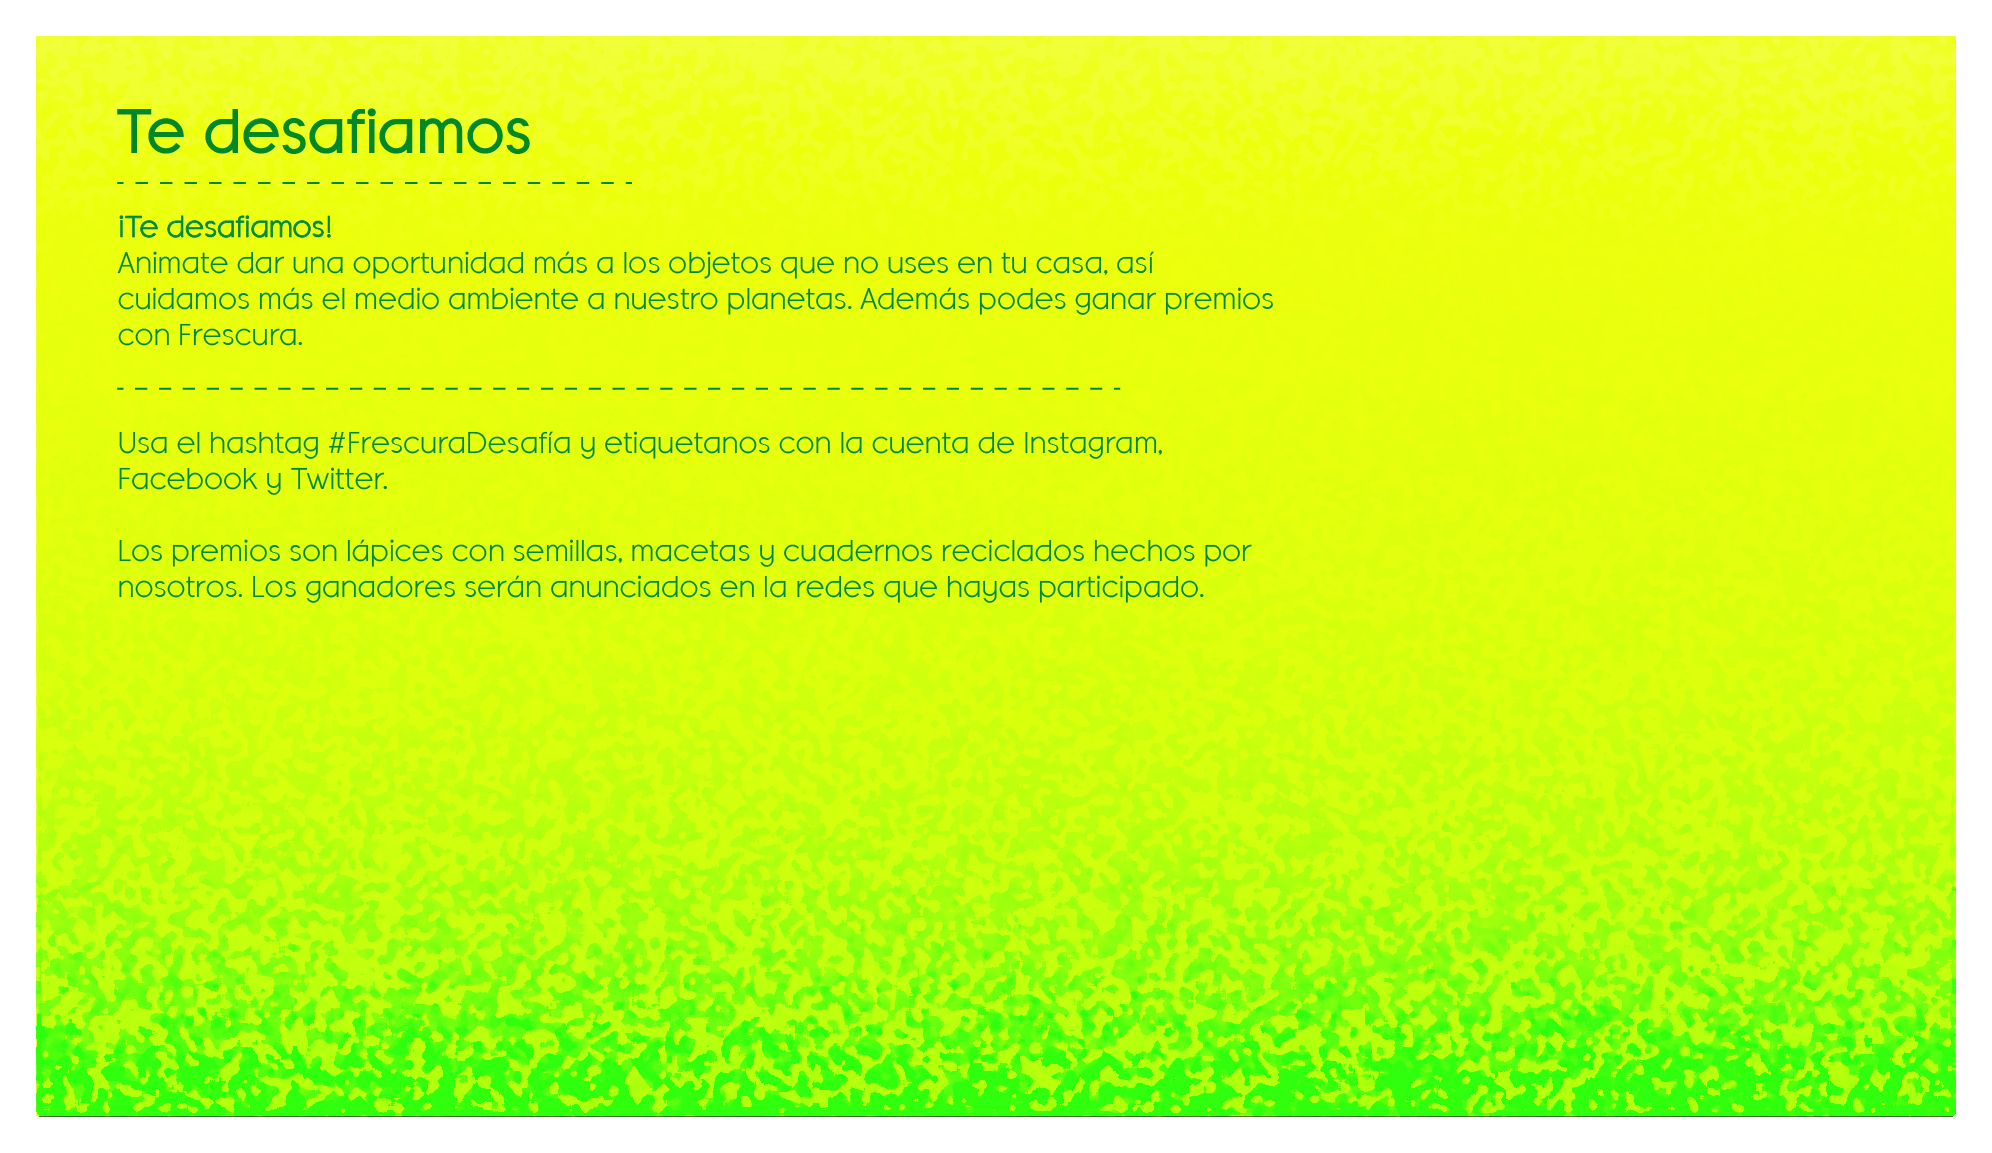 Te desafiamos
¡Te desafiamos!
Animate dar una oportunidad más a los objetos que no uses en tu casa, así
cuidamos más el medio ambiente a nuestro planetas. Además podes ganar premios
con Frescura.
Usa el hashtag #FrescuraDesafía y etiquetanos con la cuenta de Instagram,
Facebook y Twitter.
Los premios son lápices con semillas, macetas y cuadernos reciclados hechos por
nosotros. Los ganadores serán anunciados en la redes que hayas participado.